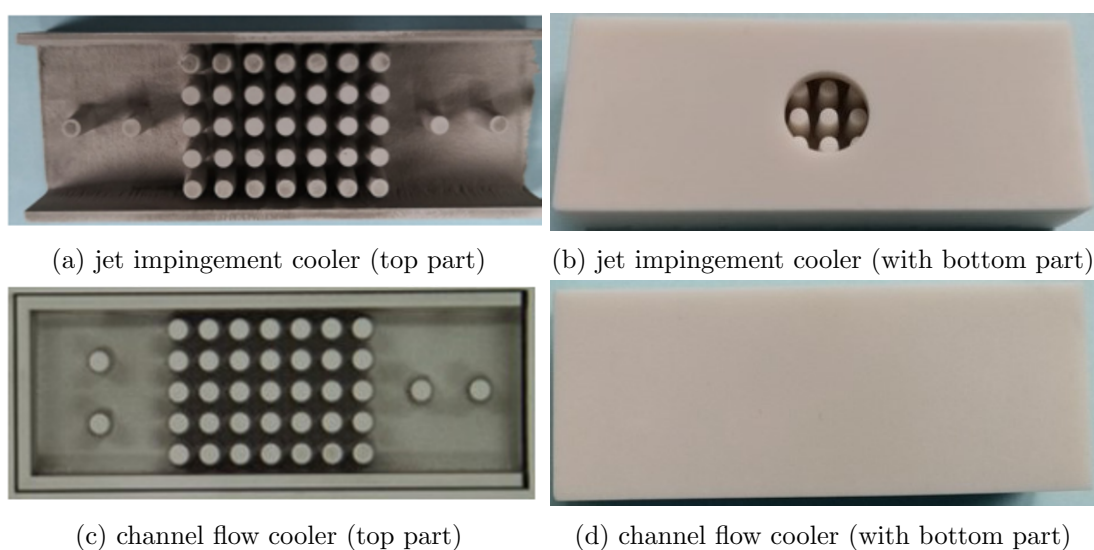 (a) jet impingement cooler (top part)
(b) jet impingement cooler (with bottom part)
(c) channel flow cooler (top part)
(d) channel flow cooler (with bottom part)